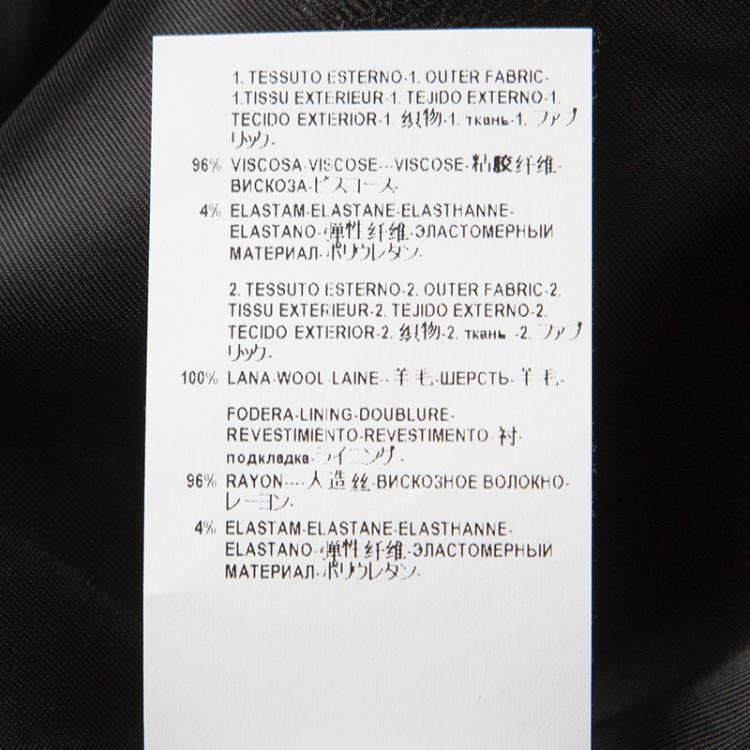 1. TESSUTO ESTERNO-1. OUTER FABRIC-
1.TISSU EXTERIEUR-1. TEJIDO EXTERNO-1.
TECIDO EXTERIOR-1. 织物-1. ткань-1. ファブ
リック-
96% VISCOSA-VISCOSE---VISCOSE-粘胶纤维-
ВИСКОЗА-ビスコース-
4% ELASTAM-ELASTANE-ELASTHANNE-
ELASTANO-弹性纤维-ЭЛАСТОМЕРНЫЙ
МАТЕРИАЛ-ポリウレタン-
2. TESSUTO ESTERNO-2. OUTER FABRIC-2.
TISSU EXTERIEUR-2. TEJIDO EXTERNO-2.
TECIDO EXTERIOR-2. 织物-2. ткань -2. ファブ
リック-
100% LANA-WOOL-LAINE--羊毛-ШЕРСТЬ-羊毛-
FODERA-LINING-DOUBLURE-
REVESTIMIENTO-REVESTIMENTO-衬-
подкладка-ライニング-
96% RAYON----人造丝-ВИСКОЗНОЕ ВОЛОКНО-
レーヨン-
4% ELASTAM-ELASTANE-ELASTHANNE-
ELASTANO-弹性纤维-ЭЛАСТОМЕРНЫЙ
МАТЕРИАЛ-ポリウレタン-